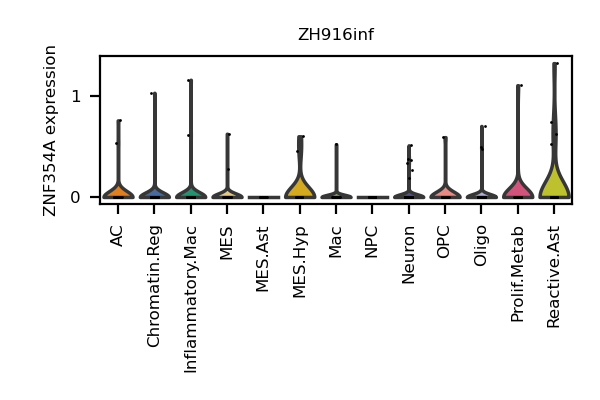 ZH916inf
ZNF354A expression
1
0
AC
Chromatin.Reg
Inflammatory.Mac
MES
MES.Ast
MES.Hyp
Mac
NPC
Neuron
OPC
Oligo
Prolif.Metab
Reactive.Ast